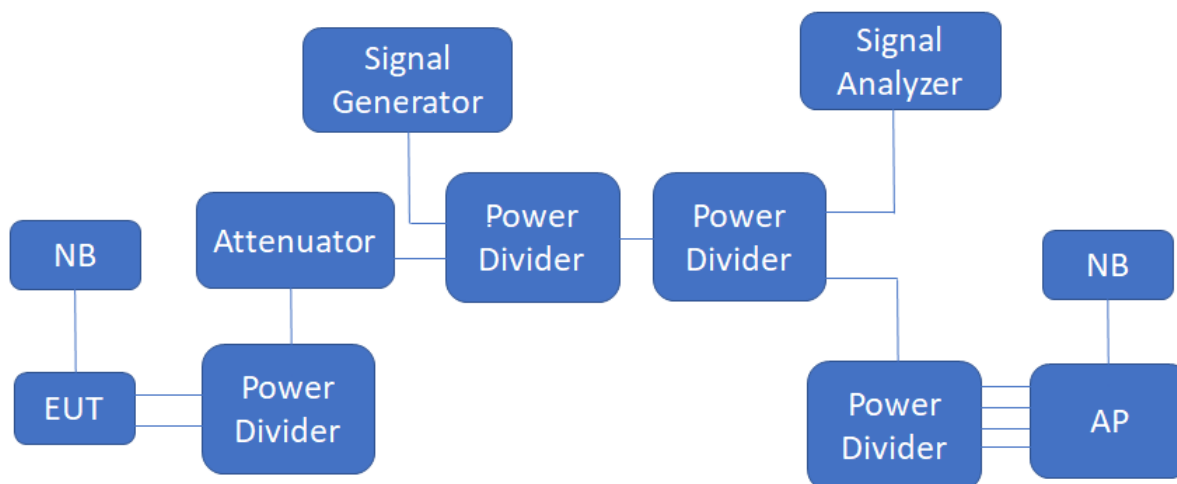 Signal
Generator
Signal
Analyzer
Attenuator
Power
Divider
Power
Divider
NB
NB
EUT
Power
Divider
Power
Divider
AP